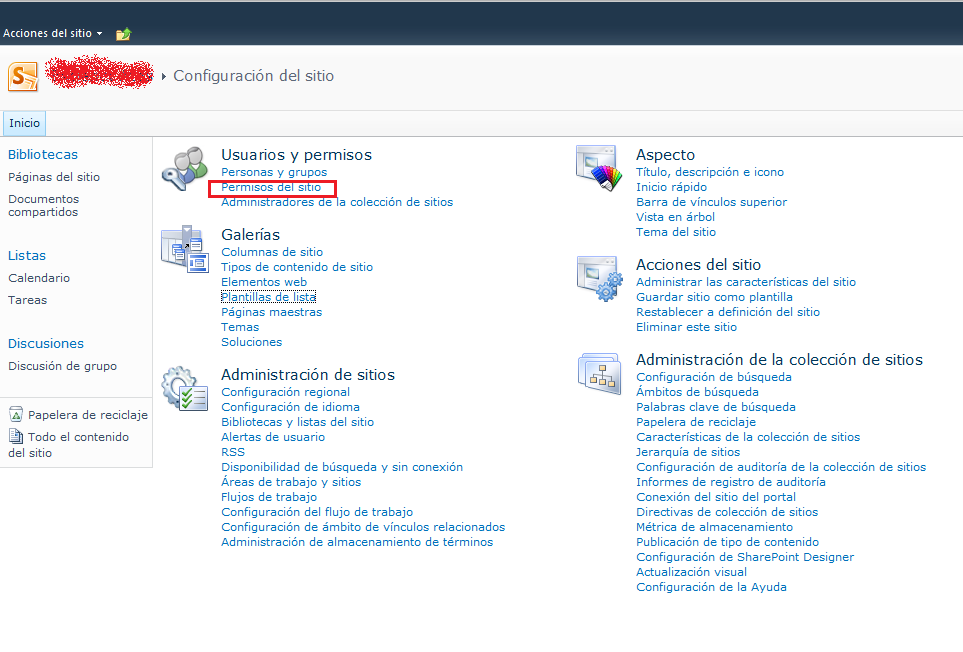 Acciones del sitio
Configuración del sitio
Inicio
Bibliotecas
Páginas del sitio
Documentos
compartidos
Listas
Calendario
Tareas
Discusiones
Discusión de grupo
Papelera de reciclaje
Todo el contenido
del sitio
Usuarios y permisos
Personas y grupos
Permisos del sitio
Administradores de la colección de sitios
Galerías
Columnas de sitio
Tipos de contenido de sitio
Elementos web
Plantillas de lista
Páginas maestras
Temas
Soluciones
Administración de sitios
Configuración regional
Configuración de idioma
Bibliotecas y listas del sitio
Alertas de usuario
RSS
Disponibilidad de búsqueda y sin conexión
Áreas de trabajo y sitios
Flujos de trabajo
Configuración del flujo de trabajo
Configuración de ámbito de vínculos relacionados
Administración de almacenamiento de términos
Aspecto
Título, descripción e icono
Inicio rápido
Barra de vínculos superior
Vista en árbol
Tema del sitio
Acciones del sitio
Administrar las características del sitio
Guardar sitio como plantilla
Restablecer a definición del sitio
Eliminar este sitio
Administración de la colección de sitios
Configuración de búsqueda
Ámbitos de búsqueda
Palabras clave de búsqueda
Papelera de reciclaje
Características de la colección de sitios
Jerarquía de sitios
Configuración de auditoría de la colección de sitios
Informes de registro de auditoría
Conexión del sitio del portal
Directivas de colección de sitios
Métrica de almacenamiento
Publicación de tipo de contenido
Configuración de SharePoint Designer
Actualización visual
Configuración de la Ayuda